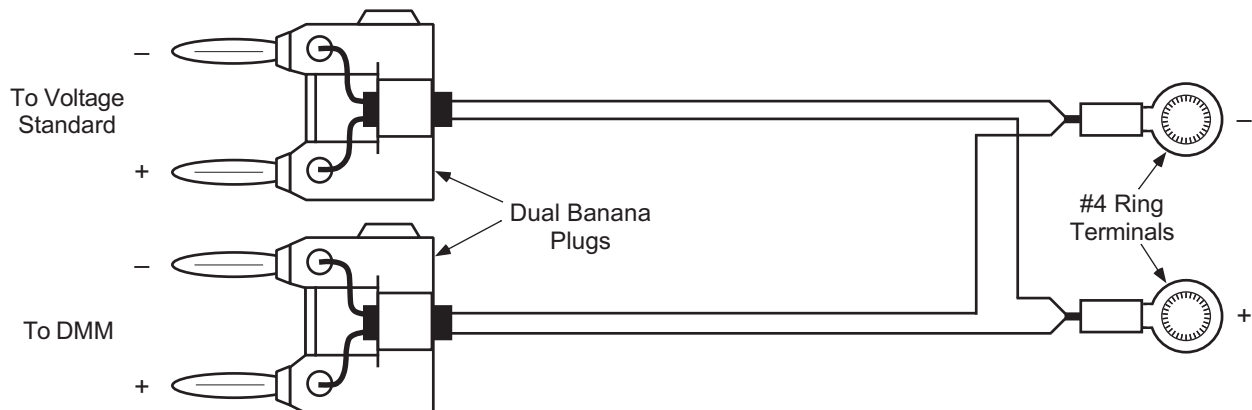 –
To Voltage
Standard
+
–
#4 Ring
Terminals
Dual Banana
Plugs
–
To DMM
+
+